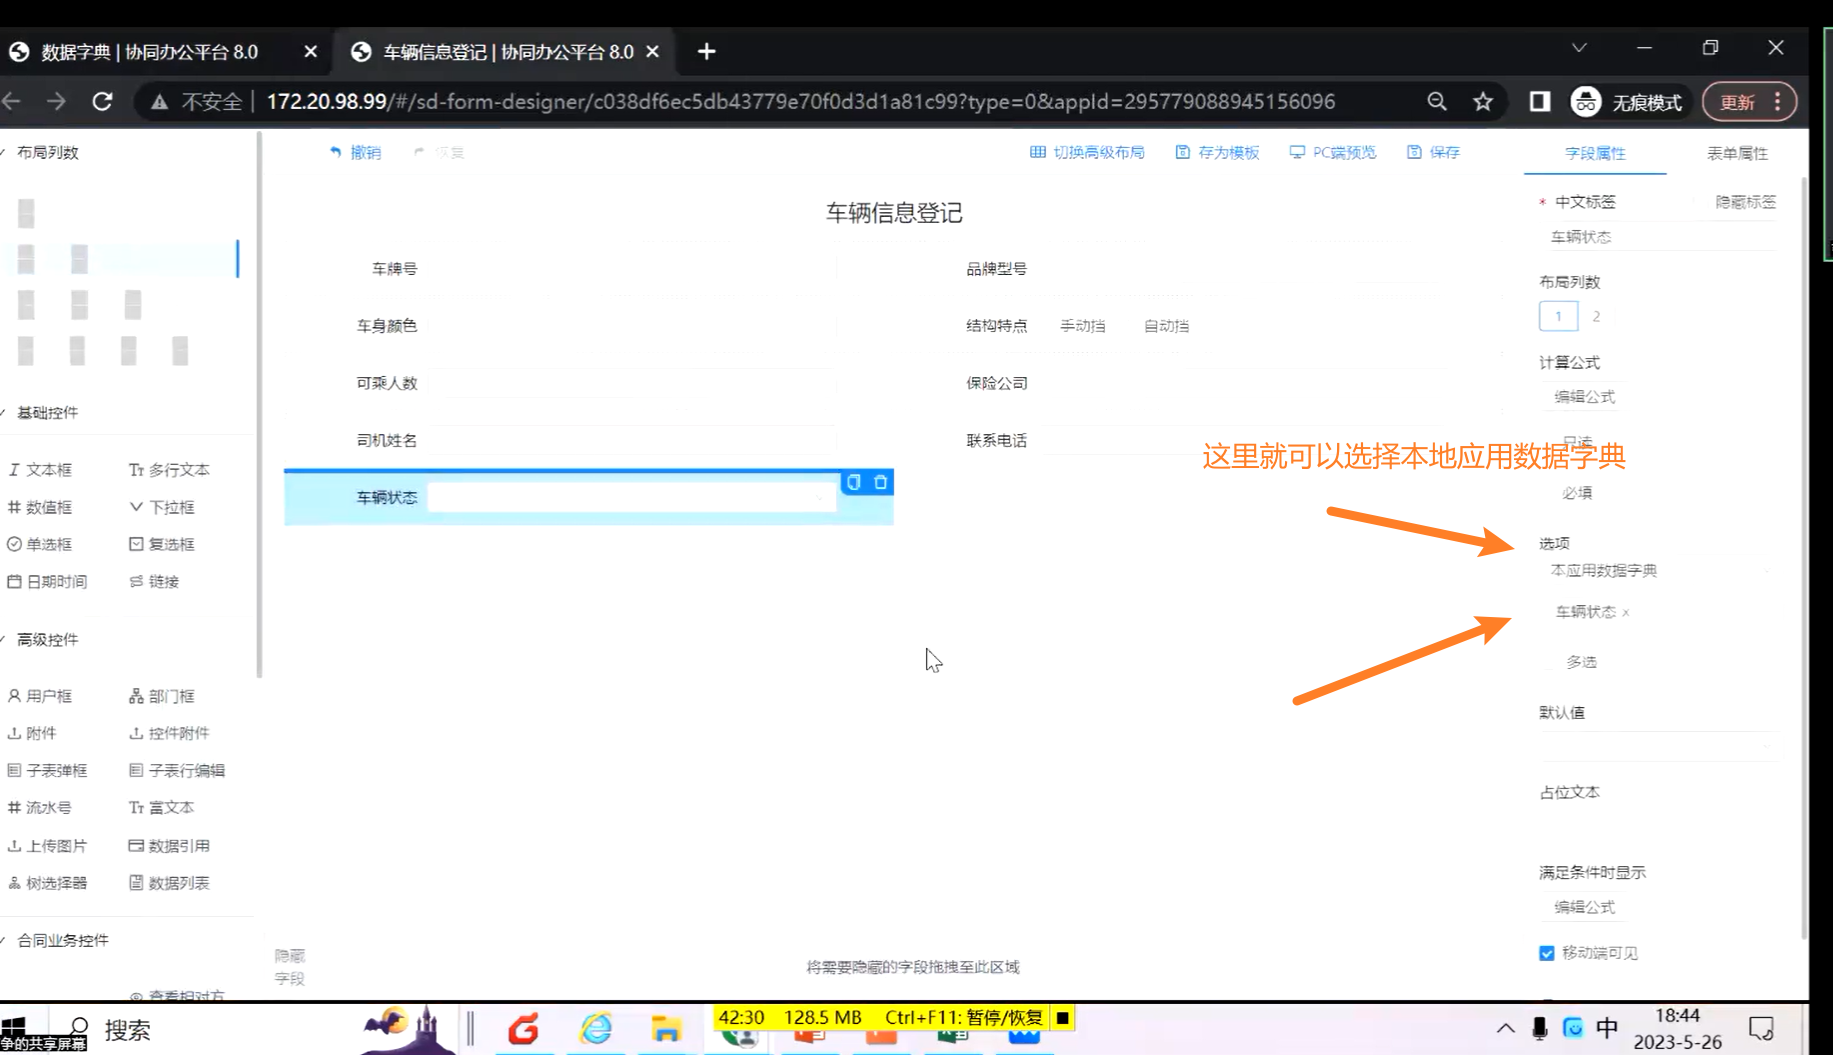 数据字典 | 协同办公平台 8.0
车辆信息登记 | 协同办公平台 8.0
不安全
172.20.98.99/#/sd-form-designer/c038df6ec5db43779e70f0d3d1a81c99?type=0&appId=295779088945156096
无痕模式
更新
布局列数
撤销
恢复
切换高级布局
存为模板
PC端预览
保存
字段属性
表单属性
车辆信息登记
* 中文标签
隐藏标签
车辆状态
车牌号
品牌型号
布局列数
1
2
车身颜色
结构特点
手动挡
自动挡
计算公式
编辑公式
可乘人数
保险公司
司机姓名
联系电话
只读
这里就可以选择本地应用数据字典
必填
车辆状态
选项
本应用数据字典
车辆状态 x
多选
默认值
占位文本
满足条件时显示
编辑公式
移动端可见
基础控件
文本框
多行文本
数值框
下拉框
单选框
复选框
日期时间
链接
高级控件
用户框
部门框
附件
控件附件
子表弹框
子表行编辑
流水号
富文本
上传图片
数据引用
树选择器
数据列表
合同业务控件
查看相对方
隐藏
字段
将需要隐藏的字段拖拽至此区域
搜索
争的共享屏幕
42:30
128.5 MB
Ctrl+F11: 暂停/恢复
中
18:44
2023-5-26